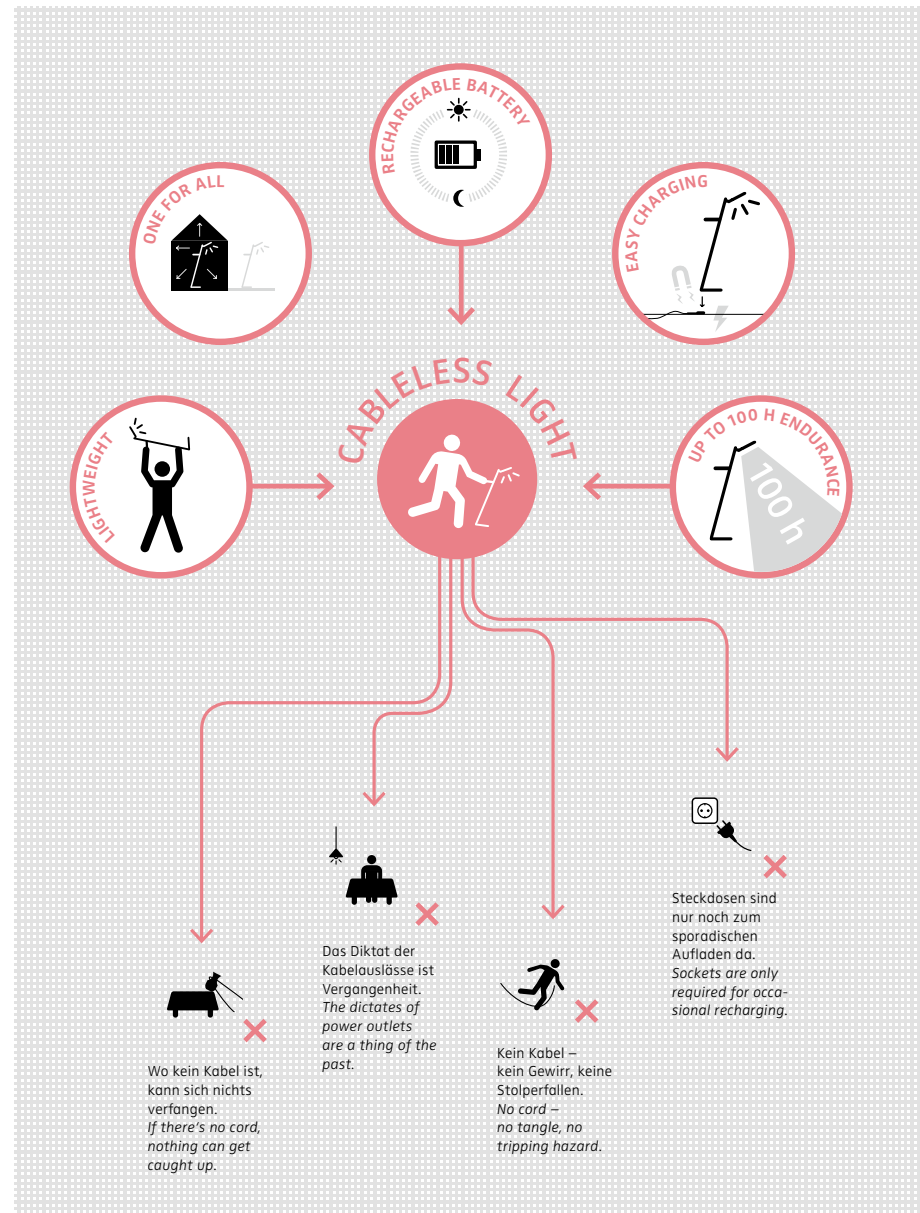 RECHARGEABLE BATTERY
ONE FOR ALL
EASY CHARGING
CABLELESS LIGHT
LIGHTWEIGHT
UP TO 100 H ENDURANCE
100 h
Steckdosen sind
nur noch zum
sporadischen
Aufladen da.
Sockets are only
required for occa-
sional recharging.
Das Diktat der
Kabelauslässe ist
Vergangenheit.
The dictates of
power outlets
are a thing of the
past.
Kein Kabel –
kein Gewirr, keine
Stolperfallen.
No cord –
no tangle, no
tripping hazard.
Wo kein Kabel ist,
kann sich nichts
verfangen.
If there's no cord,
nothing can get
caught up.